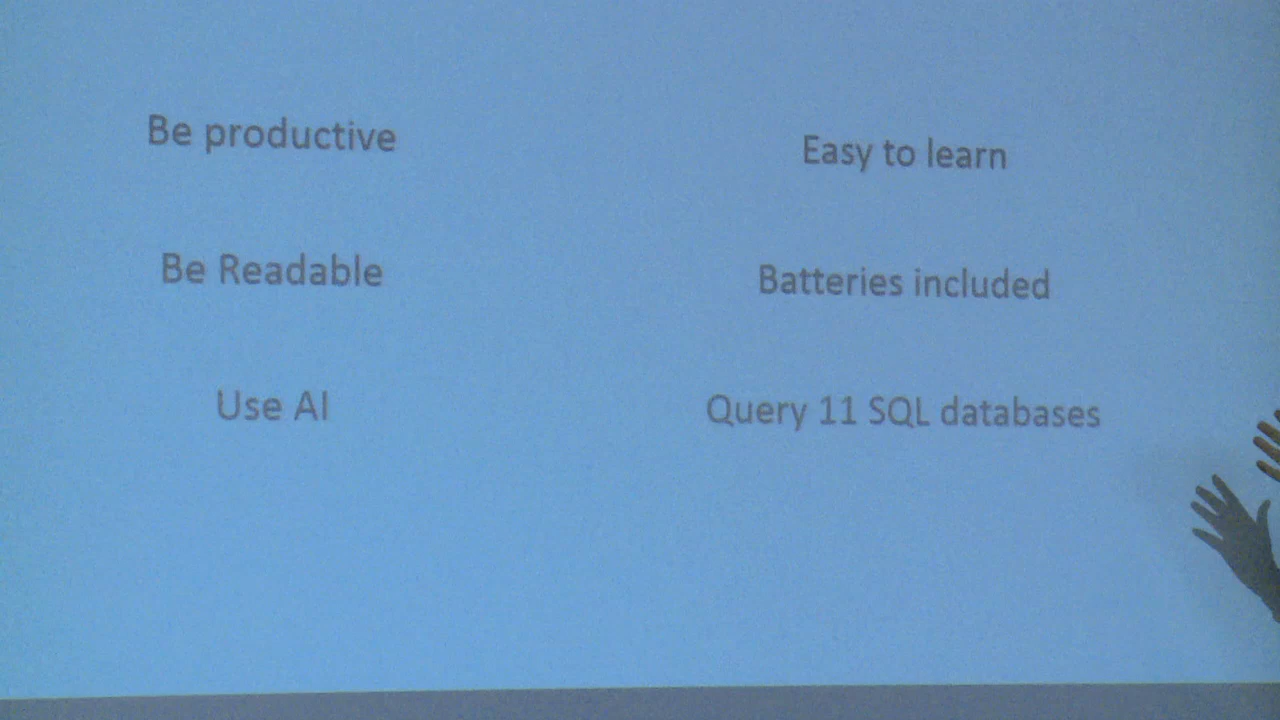 Be productive
Easy to learn
Be Readable
Batteries included
Use AI
Query 11 SQL databases